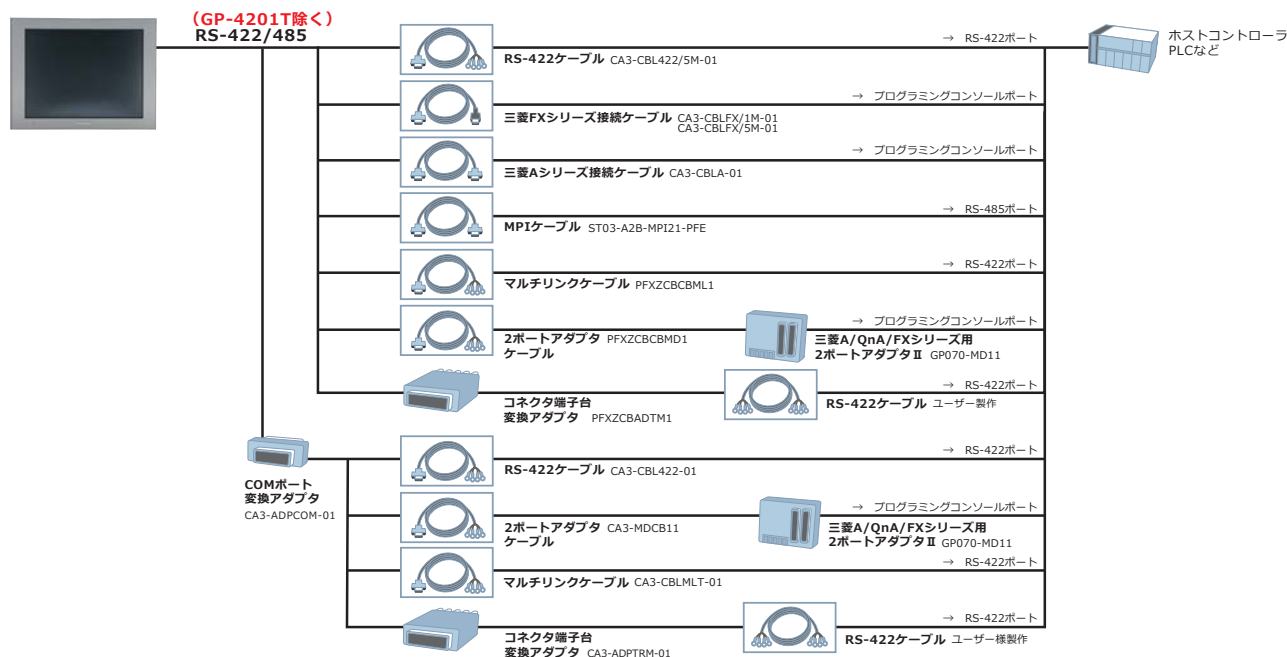 （GP-4201T除く）
RS-422/485
→ RS-422ポート
ホストコントローラ
PLCなど
RS-422ケーブル CA3-CBL422/5M-01
→ プログラミングコンソールポート
三菱FXシリーズ接続ケーブル CA3-CBLFX/1M-01
CA3-CBLFX/5M-01
→ プログラミングコンソールポート
三菱Aシリーズ接続ケーブル CA3-CBLA-01
→ RS-485ポート
MPIケーブル ST03-A2B-MPI21-PFE
→ RS-422ポート
マルチリンクケーブル PFXZCBCBML1
→ プログラミングコンソールポート
2ポートアダプタ PFXZCBCBMD1
ケーブル
三菱A/QnA/FXシリーズ用
2ポートアダプタⅡ GP070-MD11
→ RS-422ポート
コネクタ端子台
変換アダプタ PFXZCBADTM1
RS-422ケーブル ユーザー製作
→ RS-422ポート
RS-422ケーブル CA3-CBL422-01
COMポート
変換アダプタ
CA3-ADPCOM-01
→ プログラミングコンソールポート
2ポートアダプタ CA3-MDCB11
ケーブル
三菱A/QnA/FXシリーズ用
2ポートアダプタⅡ GP070-MD11
→ RS-422ポート
マルチリンクケーブル CA3-CBLMLT-01
→ RS-422ポート
コネクタ端子台
変換アダプタ CA3-ADPTRM-01
RS-422ケーブル ユーザー様製作